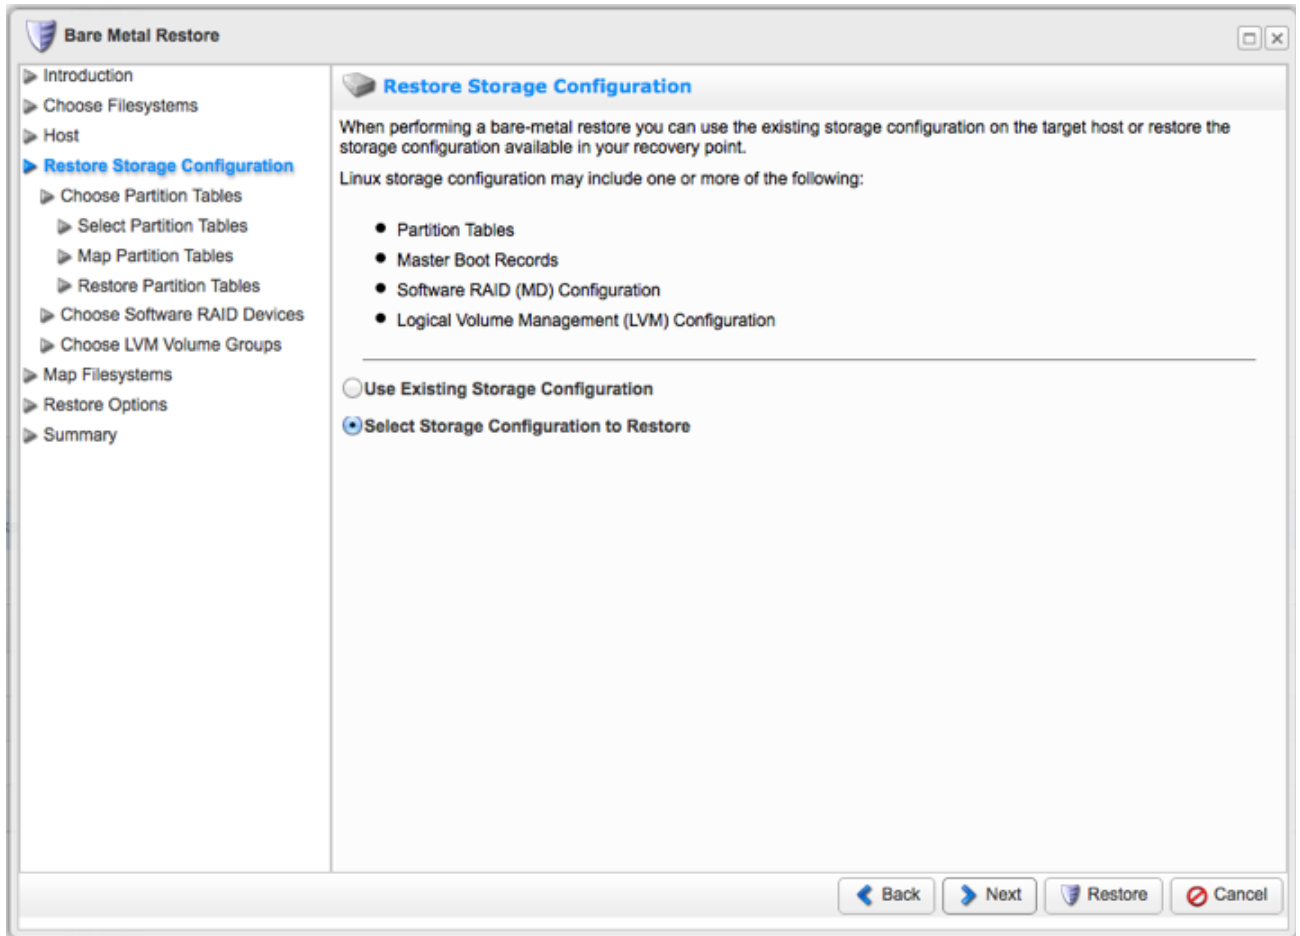 Bare Metal Restore
Introduction
Choose Filesystems
Host
Restore Storage Configuration
Choose Partition Tables
Select Partition Tables
Map Partition Tables
Restore Partition Tables
Choose Software RAID Devices
Choose LVM Volume Groups
Map Filesystems
Restore Options
Summary
Restore Storage Configuration
When performing a bare-metal restore you can use the existing storage configuration on the target host or restore the
storage configuration available in your recovery point.
Linux storage configuration may include one or more of the following:
Partition Tables
Master Boot Records
Software RAID (MD) Configuration
Logical Volume Management (LVM) Configuration
Use Existing Storage Configuration
Select Storage Configuration to Restore
Back
Next
Restore
Cancel